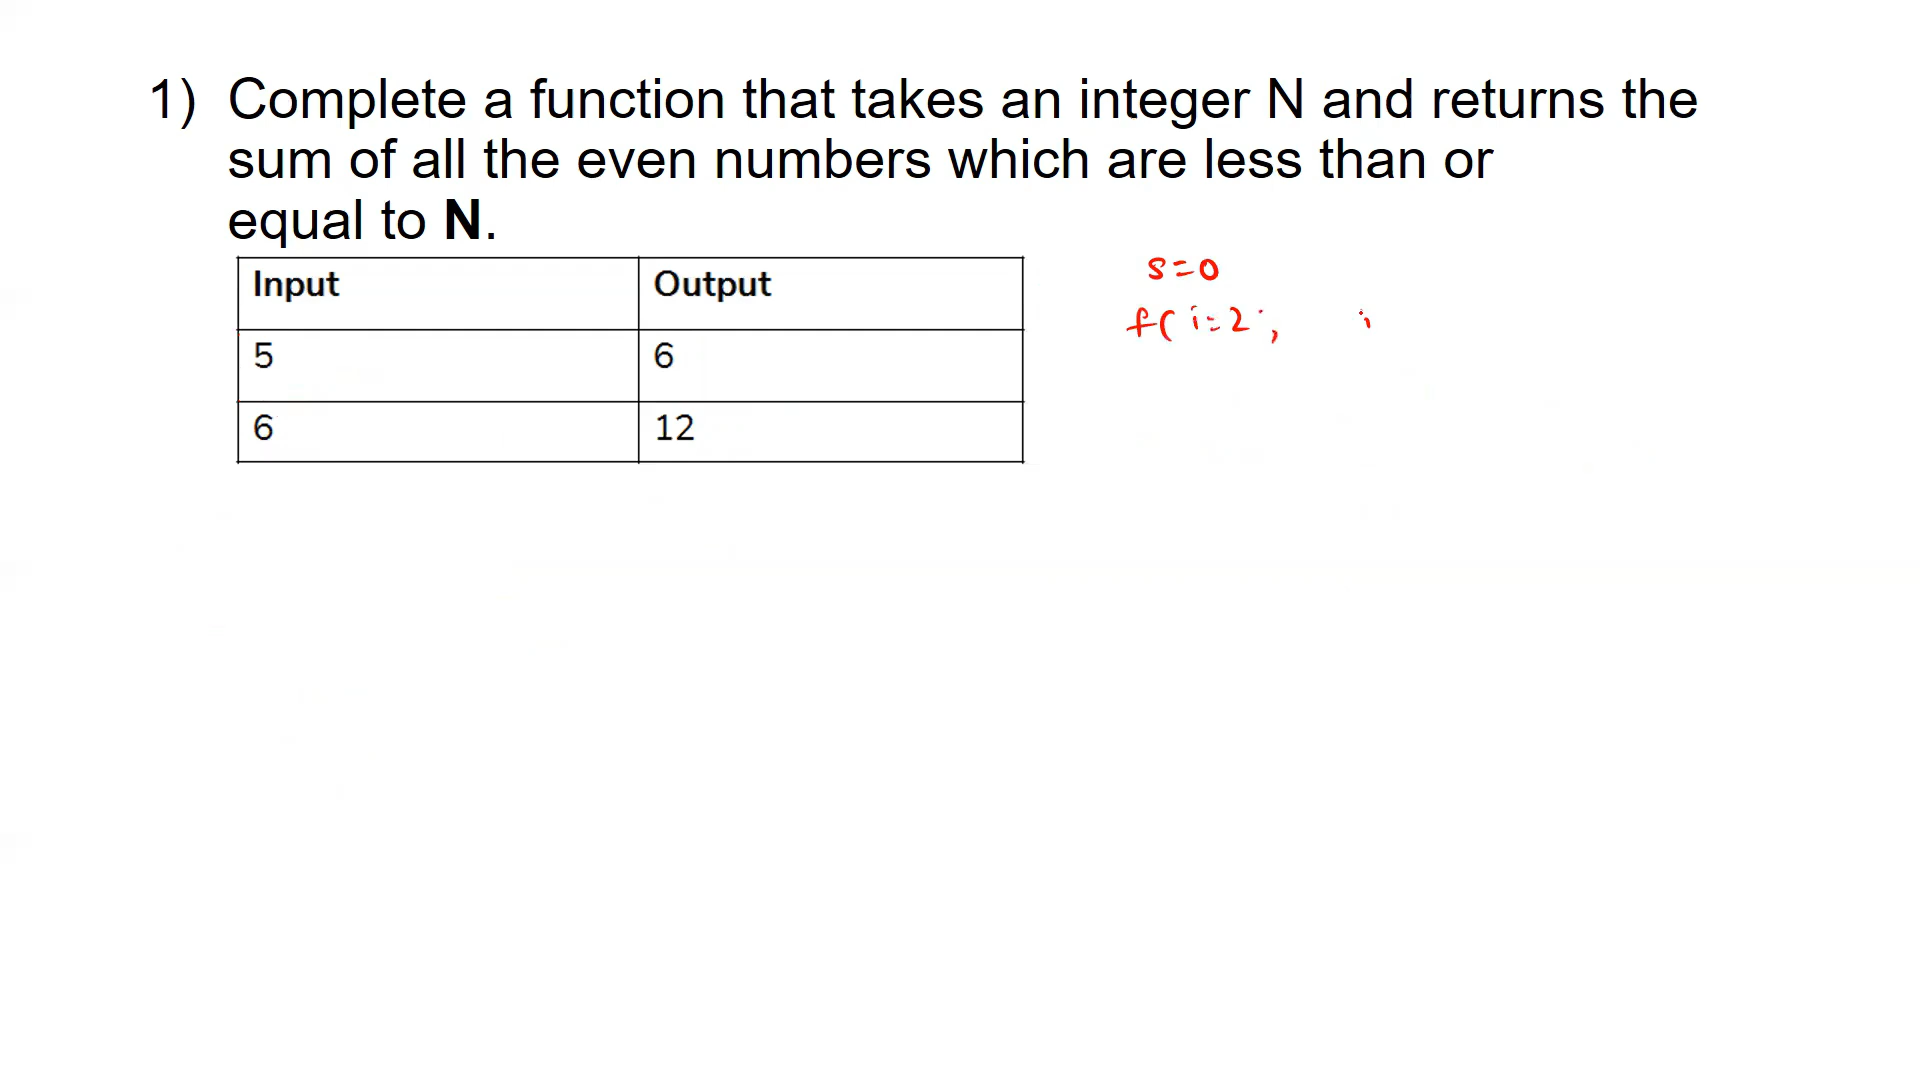 1) Complete a function that takes an integer N and returns the
sum of all the even numbers which are less than or
equal to N.
Input Output
5 6
6 12
s=0
f( i=2 ; ;